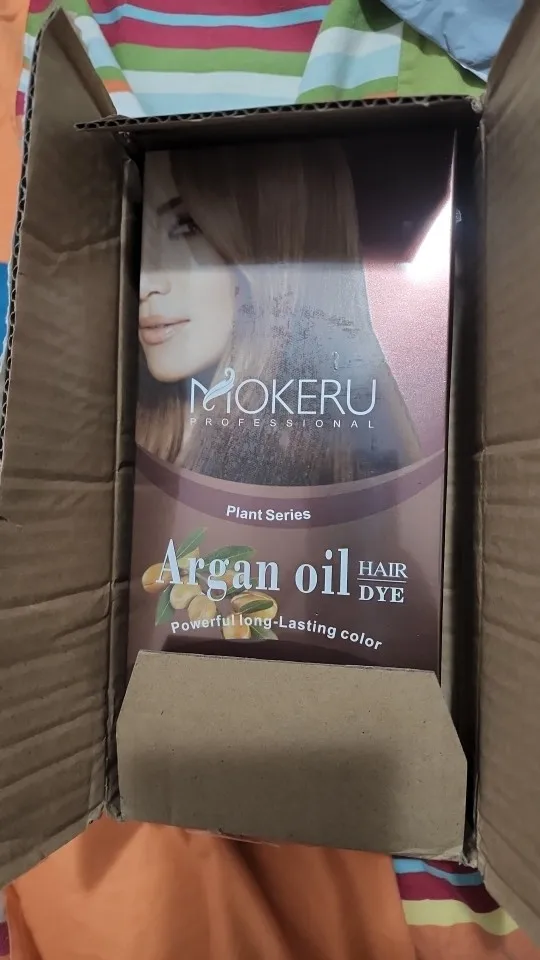 MOKERU
PROFESSIONAL
Plant Series
Argan oil HAIR DYE
Powerful long-Lasting color